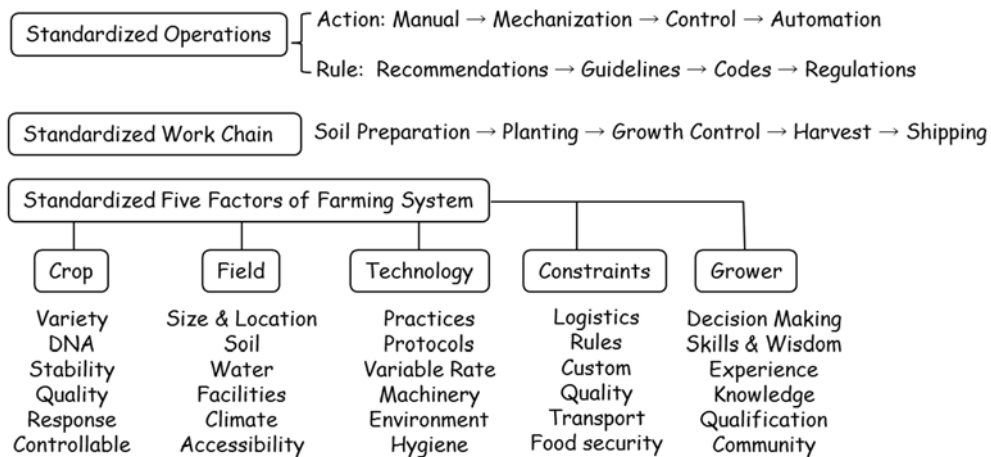 Standardized Operations
Action: Manual → Mechanization → Control → Automation
Rule: Recommendations → Guidelines → Codes → Regulations
Standardized Work Chain
Soil Preparation → Planting → Growth Control → Harvest → Shipping
Standardized Five Factors of Farming System
Crop
Variety
DNA
Stability
Quality
Response
Controllable
Field
Size & Location
Soil
Water
Facilities
Climate
Accessibility
Technology
Practices
Protocols
Variable Rate
Machinery
Environment
Hygiene
Constraints
Logistics
Rules
Custom
Quality
Transport
Food security
Grower
Decision Making
Skills & Wisdom
Experience
Knowledge
Qualification
Community